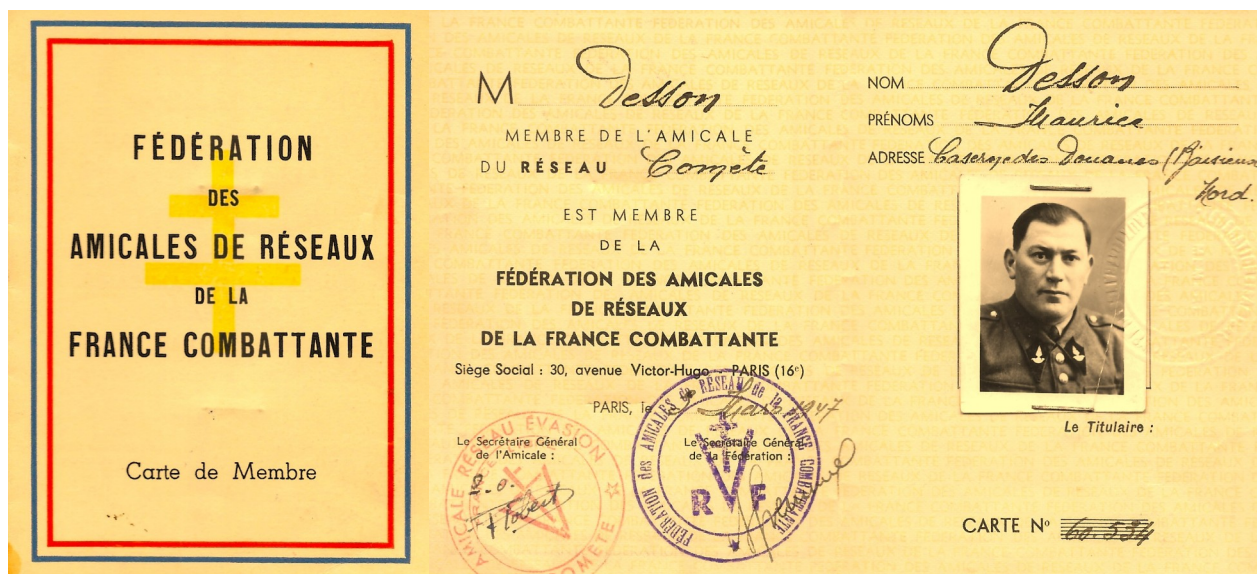 FÉDÉRATION
DES
AMICALES DE RÉSEAUX
DE LA
FRANCE COMBATTANTE
Carte de Membre
M Desson
MEMBRE DE L'AMICALE
DU RÉSEAU Comète
EST MEMBRE
DE LA
FÉDÉRATION DES AMICALES
DE RÉSEAUX
DE LA FRANCE COMBATTANTE
Siège Social : 30, avenue Victor-Hugo - PARIS (16e)
PARIS, le Mars 1947
Le Secrétaire Général
de l'Amicale :
P.O.
Le Secrétaire Général
de la Fédération :
AMICALE RÉSEAU ÉVASION
COMÈTE
FÉDÉRATION des AMICALES de RESEAU de la FRANCE COMBATTANTE
R F
NOM Desson
PRÉNOMS Maurice
ADRESSE Caserne des Douanes (Baisieux
Nord.
Le Titulaire :
CARTE No 60.534